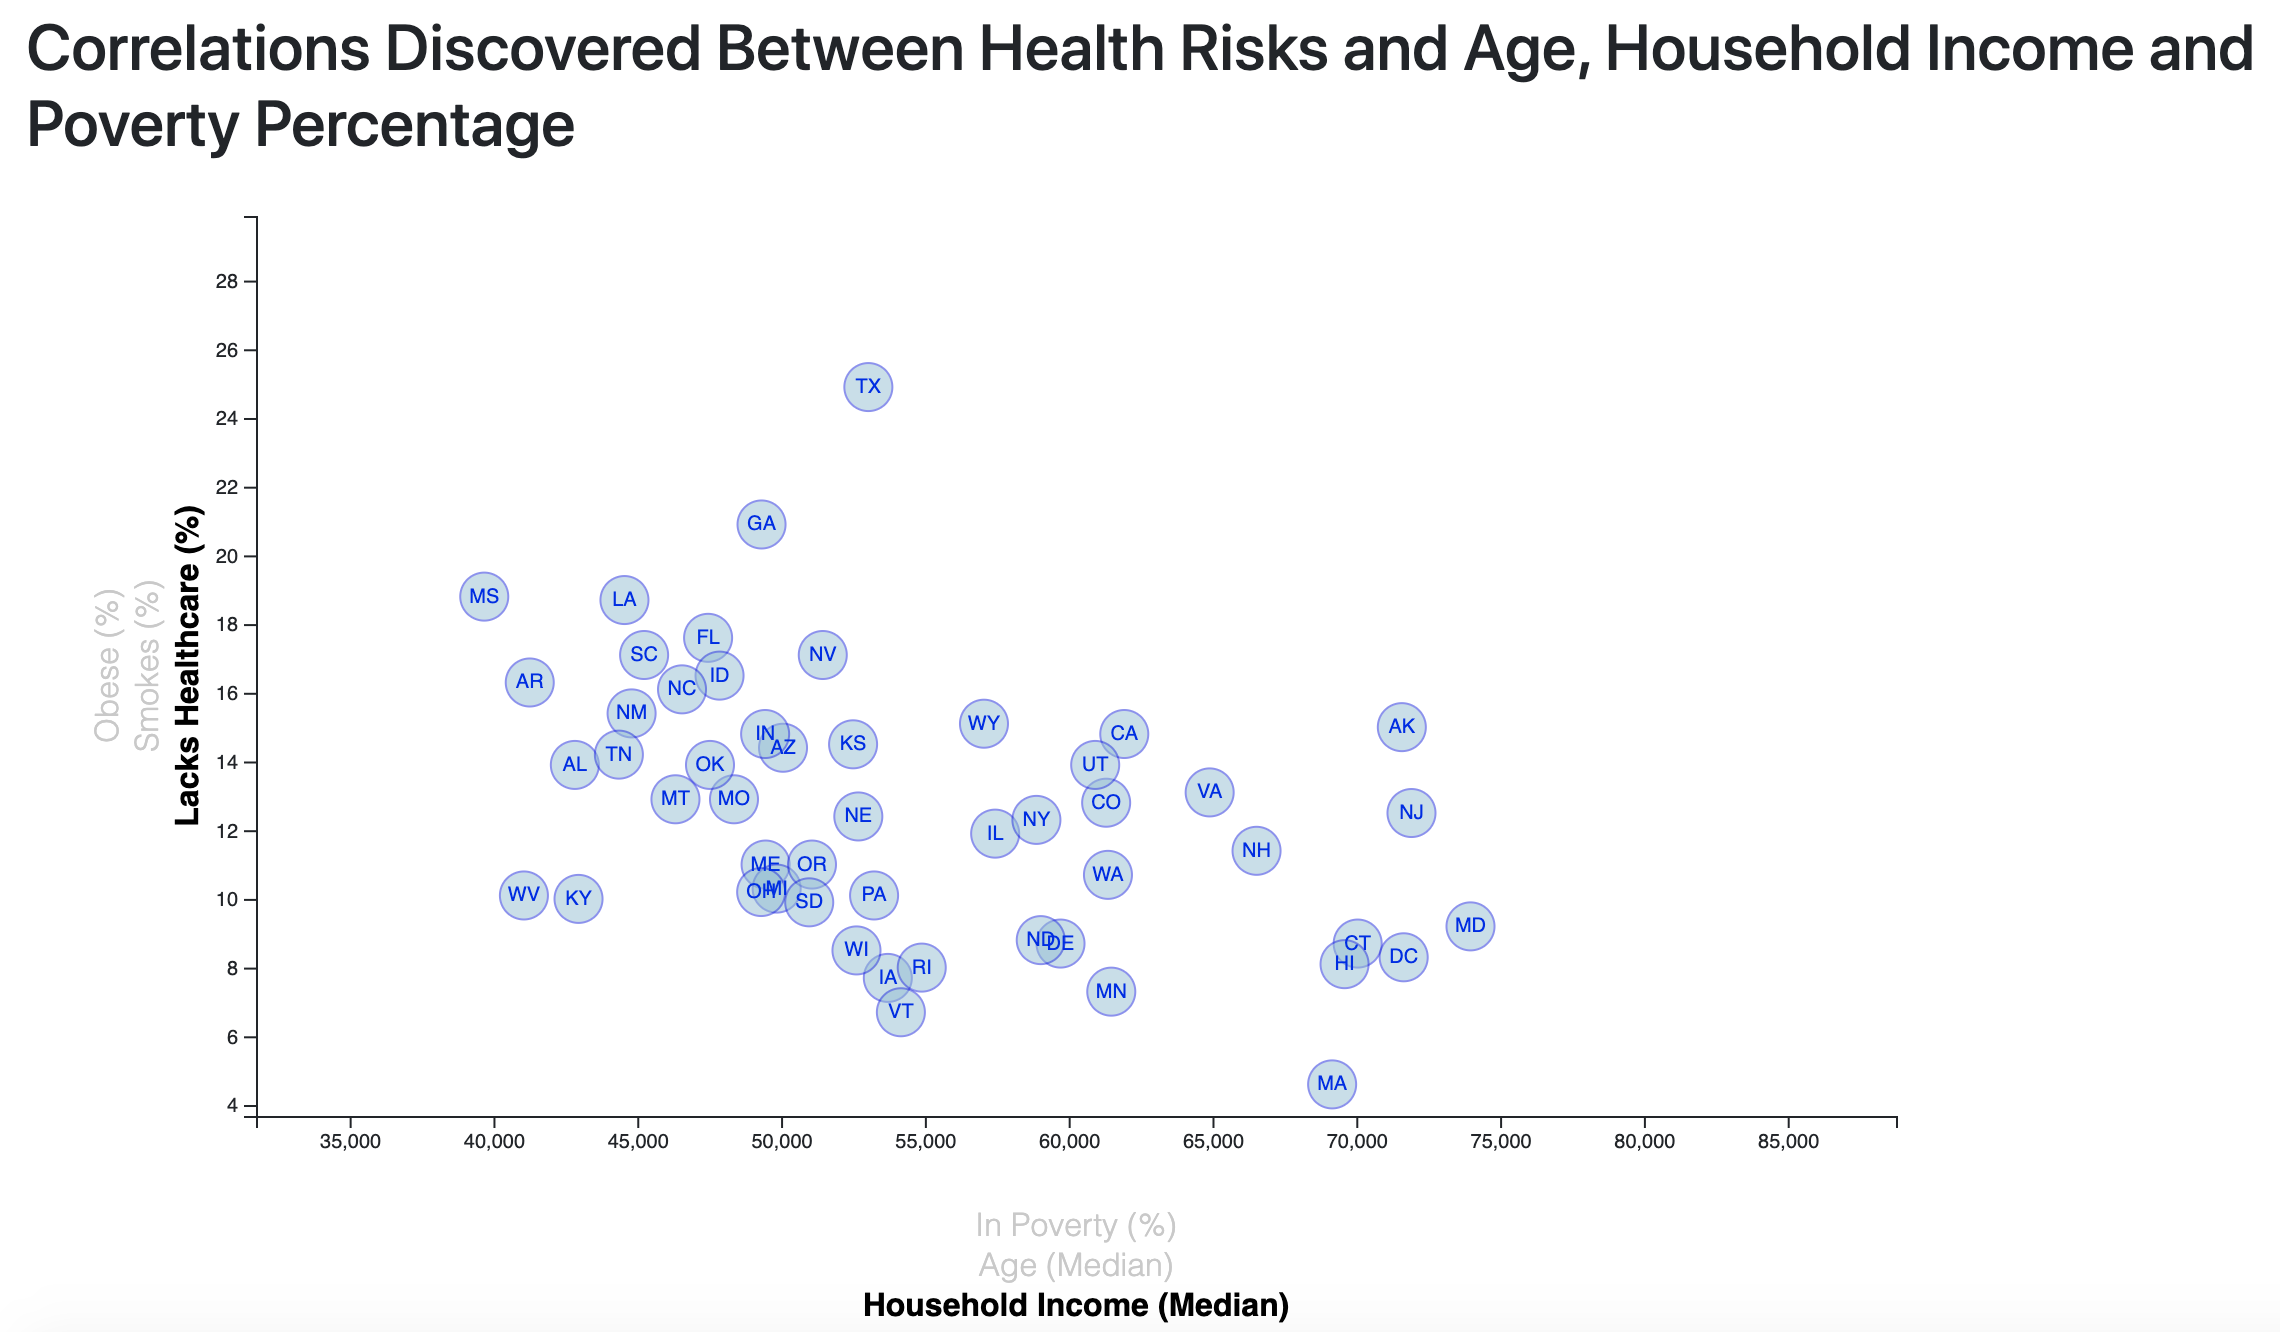 Correlations Discovered Between Health Risks and Age, Household Income and
Poverty Percentage
28
26
24
22
20
18
16
14
12
10
8
6
4
Obese (%)
Smokes (%)
Lacks Healthcare (%)
TX
GA
MS
LA
FL
SC
NV
ID
AR
NC
NM
WY
AK
IN
CA
AZ
KS
TN
AL
OK
UT
MT
MO
CO
VA
NE
NJ
NY
IL
NH
ME
OR
WA
OH
MI
WV
KY
SD
PA
MD
ND
DE
CT
WI
DC
HI
RI
IA
MN
VT
MA
35,000
40,000
45,000
50,000
55,000
60,000
65,000
70,000
75,000
80,000
85,000
In Poverty (%)
Age (Median)
Household Income (Median)